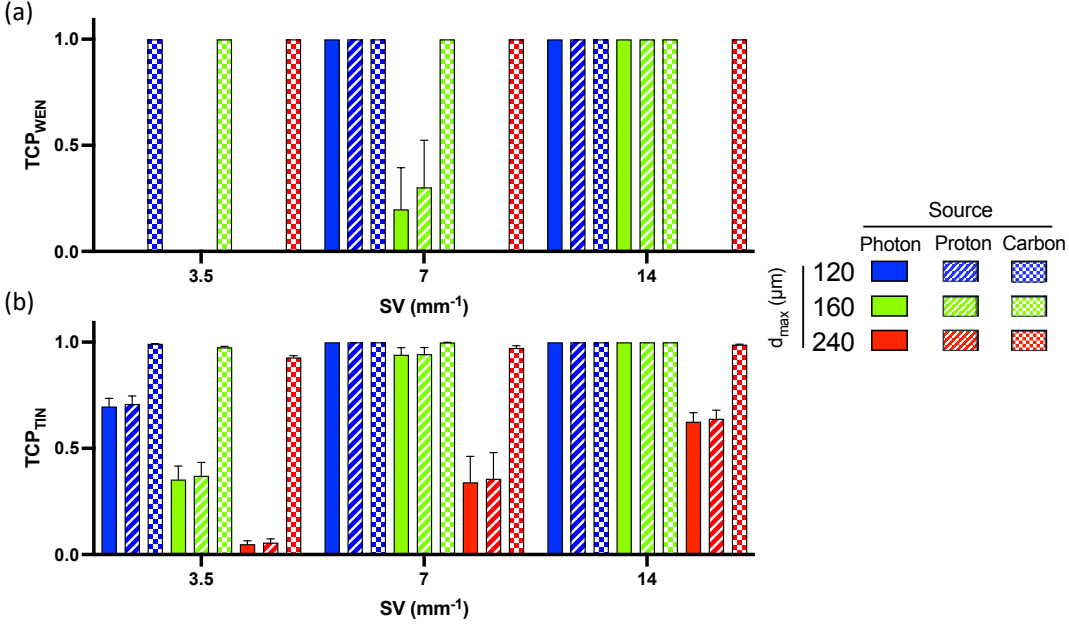 (a)
TCP_WEN
1.0
0.5
0.0
3.5 7 14
SV (mm⁻¹)
(b)
TCP_TIN
1.0
0.5
0.0
3.5 7 14
SV (mm⁻¹)
Source
Photon Proton Carbon
d_max (μm)
120
160
240